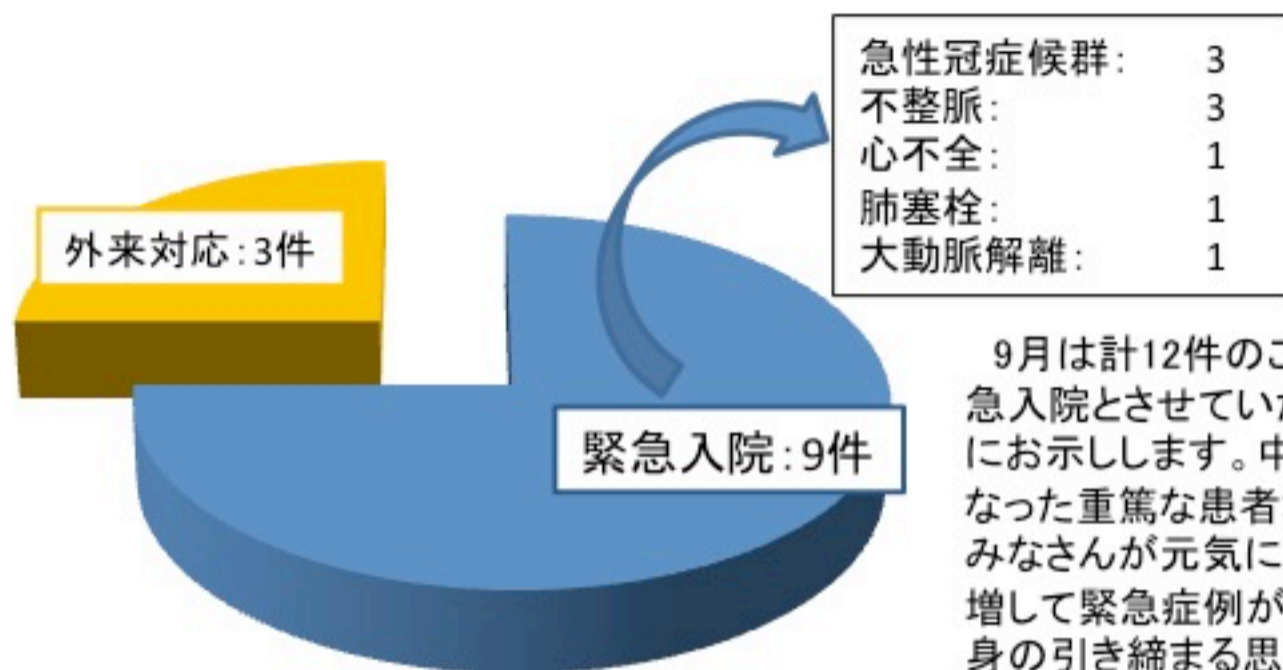 急性冠症候群： 3
不整脈： 3
心不全： 1
肺塞栓： 1
大動脈解離： 1
外来対応：3件
緊急入院：9件
9月は計12件のご
急入院とさせていた
にお示しします。中
なった重篤な患者
みなさんが元気に
増して緊急症例が
身の引き締まる思